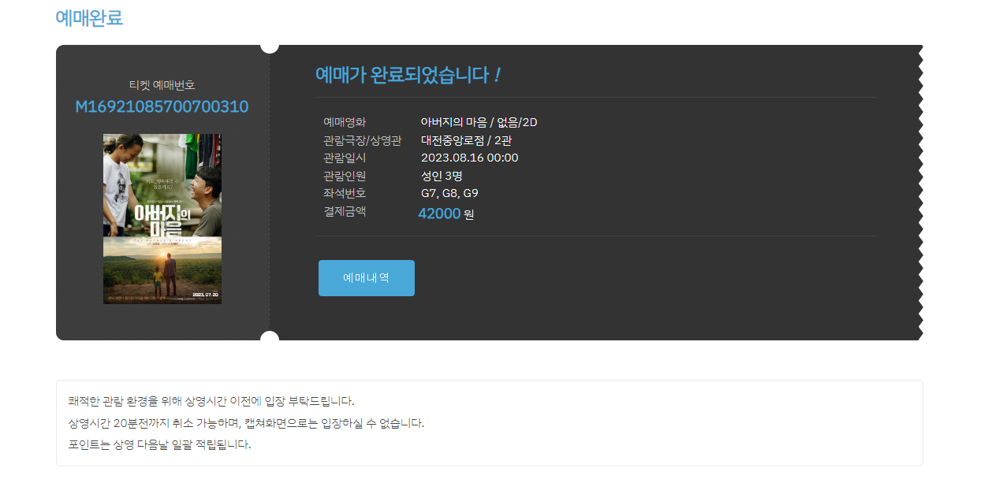 예매완료
티켓 예매번호
M16921085700700310
아버지의
마음
2023. 07. 20
예매가 완료되었습니다 !
예매영화 아버지의 마음 / 없음/2D
관람극장/상영관 대전중앙로점 / 2관
관람일시 2023.08.16 00:00
관람인원 성인 3명
좌석번호 G7, G8, G9
결제금액 42000 원
예매내역
쾌적한 관람 환경을 위해 상영시간 이전에 입장 부탁드립니다.
상영시간 20분전까지 취소 가능하며, 캡쳐화면으로는 입장하실 수 없습니다.
포인트는 상영 다음날 일괄 적립됩니다.